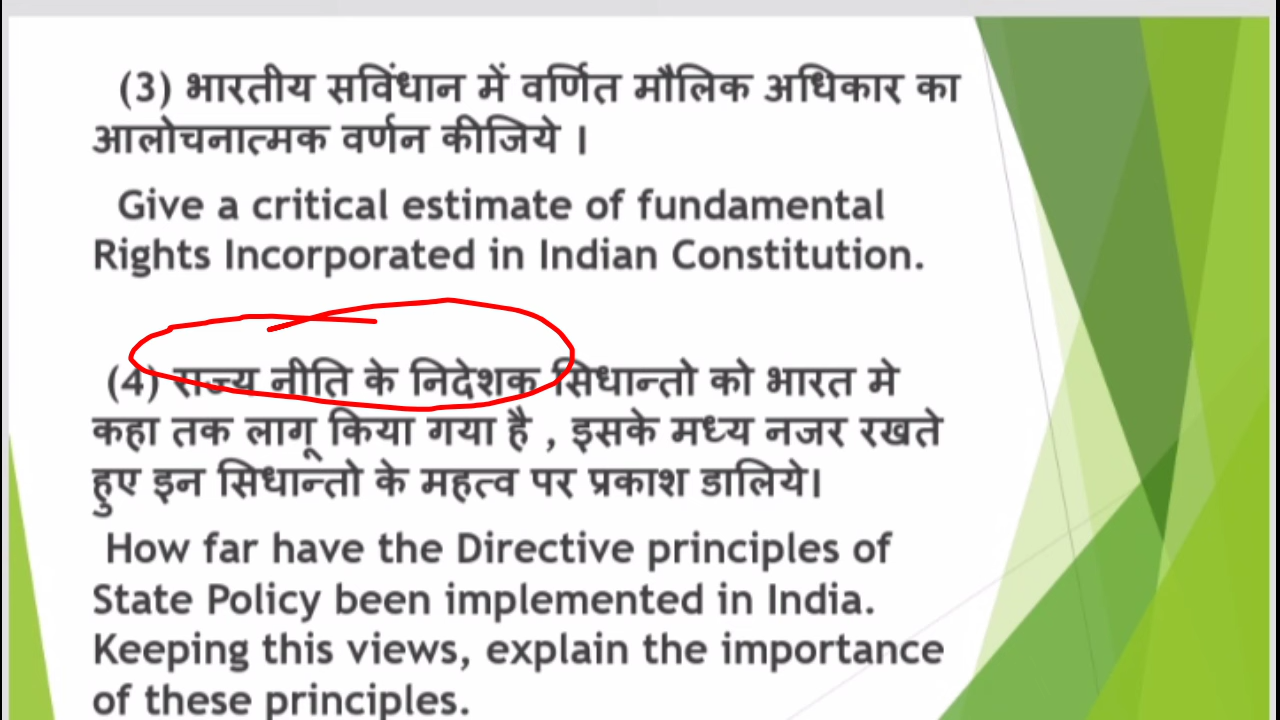 (3) भारतीय सविंधान में वर्णित मौलिक अधिकार का
आलोचनात्मक वर्णन कीजिये ।
Give a critical estimate of fundamental
Rights Incorporated in Indian Constitution.
(4) राज्य नीति के निदेशक सिधान्तो को भारत मे
कहा तक लागू किया गया है , इसके मध्य नजर रखते
हुए इन सिधान्तो के महत्व पर प्रकाश डालिये।
How far have the Directive principles of
State Policy been implemented in India.
Keeping this views, explain the importance
of these principles.